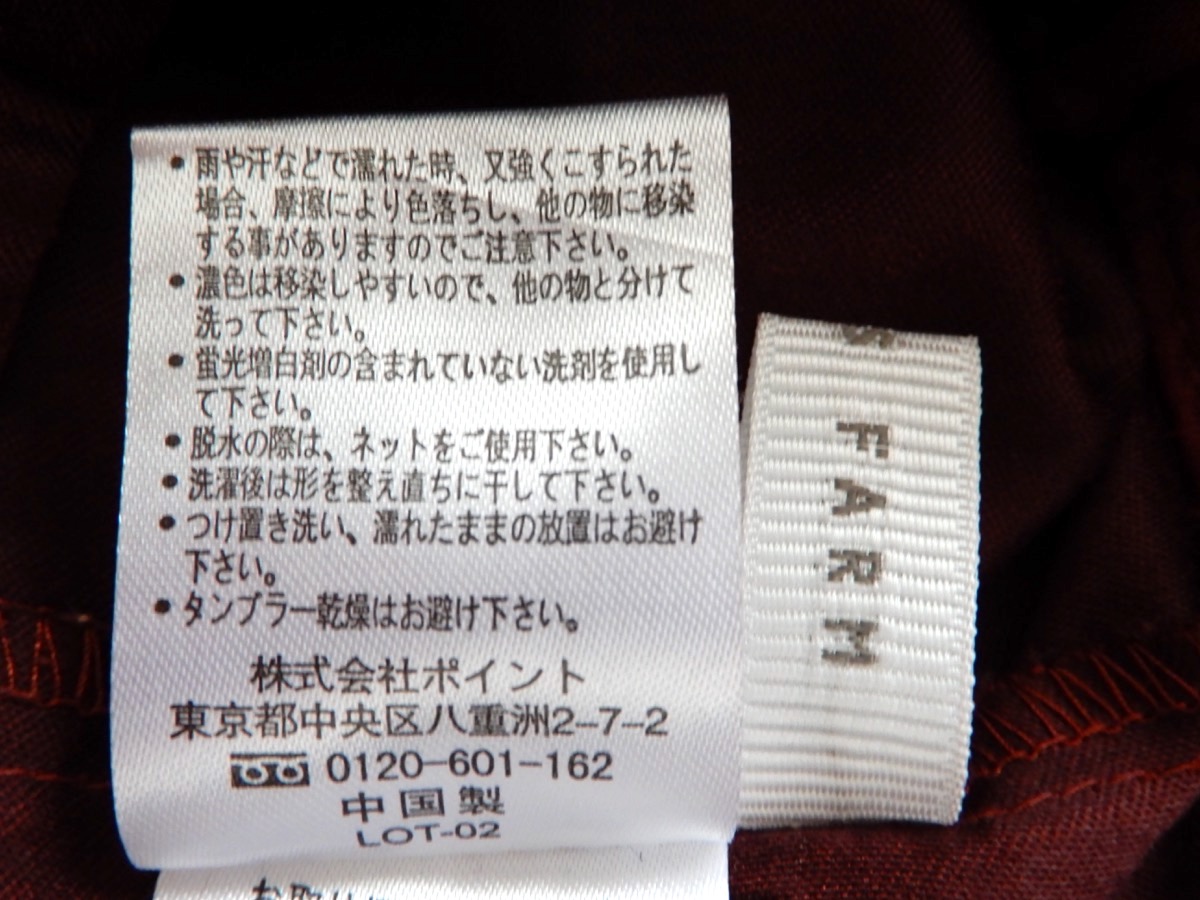 ・雨や汗などで濡れた時、又強くこすられた
場合、摩擦により色落ちし、他の物に移染
する事がありますのでご注意下さい。
・濃色は移染しやすいので、他の物と分けて
洗って下さい。
・蛍光増白剤の含まれていない洗剤を使用し
て下さい。
・脱水の際は、ネットをご使用下さい。
・洗濯後は形を整え直ちに干して下さい。
・つけ置き洗い、濡れたままの放置はお避け
下さい。
・タンブラー乾燥はお避け下さい。
株式会社ポイント
東京都中央区八重洲2-7-2
0120-601-162
中国製
LOT-02
FARM